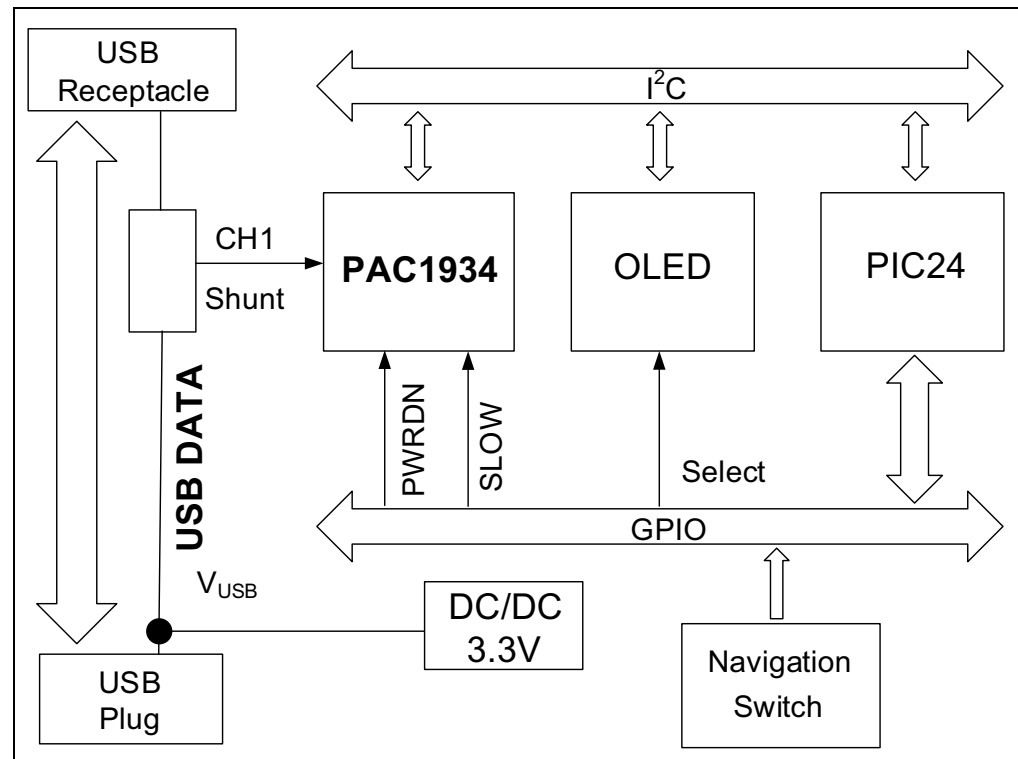 USB
Receptacle
I²C
CH1
Shunt
PAC1934
OLED
PIC24
USB DATA
PWRDN
SLOW
Select
GPIO
V_USB
DC/DC
3.3V
USB
Plug
Navigation
Switch